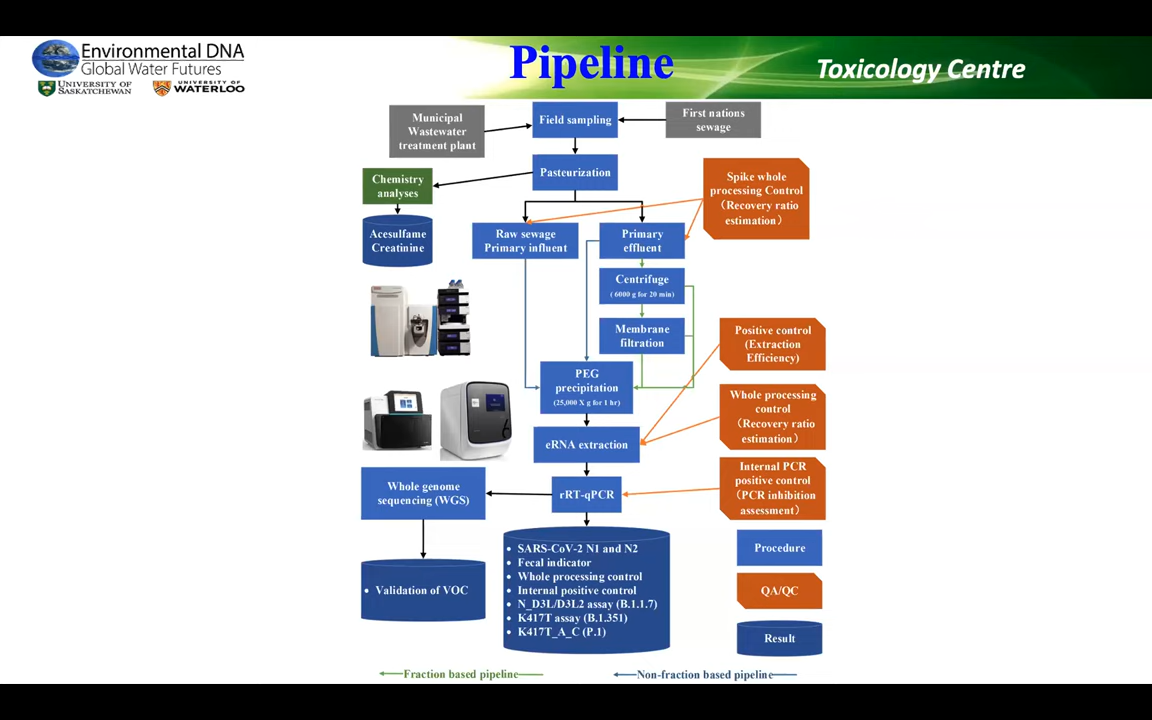 Environmental DNA
Global Water Futures
UNIVERSITY OF
SASKATCHEWAN
UNIVERSITY OF
WATERLOO
Pipeline
Toxicology Centre
Municipal
Wastewater
treatment plant
Field sampling
First nations
sewage
Pasteurization
Chemistry
analyses
Acesulfame
Creatinine
Spike whole
processing Control
（Recovery ratio
estimation）
Raw sewage
Primary influent
Primary
effluent
Centrifuge
( 6000 g for 20 min)
Membrane
filtration
PEG
precipitation
(25,000 X g for 1 hr)
Positive control
(Extraction
Efficiency)
Whole processing
control
（Recovery ratio
estimation）
eRNA extraction
Internal PCR
positive control
（PCR inhibition
assessment）
rRT-qPCR
Whole genome
sequencing (WGS)
• Validation of VOC
• SARS-CoV-2 N1 and N2
• Fecal indicator
• Whole processing control
• Internal positive control
• N_D3L/D3L2 assay (B.1.1.7)
• K417T assay (B.1.351)
• K417T_A_C (P.1)
Procedure
QA/QC
Result
Fraction based pipeline
Non-fraction based pipeline